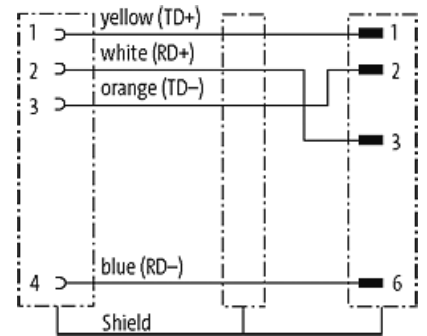 yellow (TD+)
1 1
white (RD+)
2 2
orange (TD–)
3
3
blue (RD–)
4 6
Shield